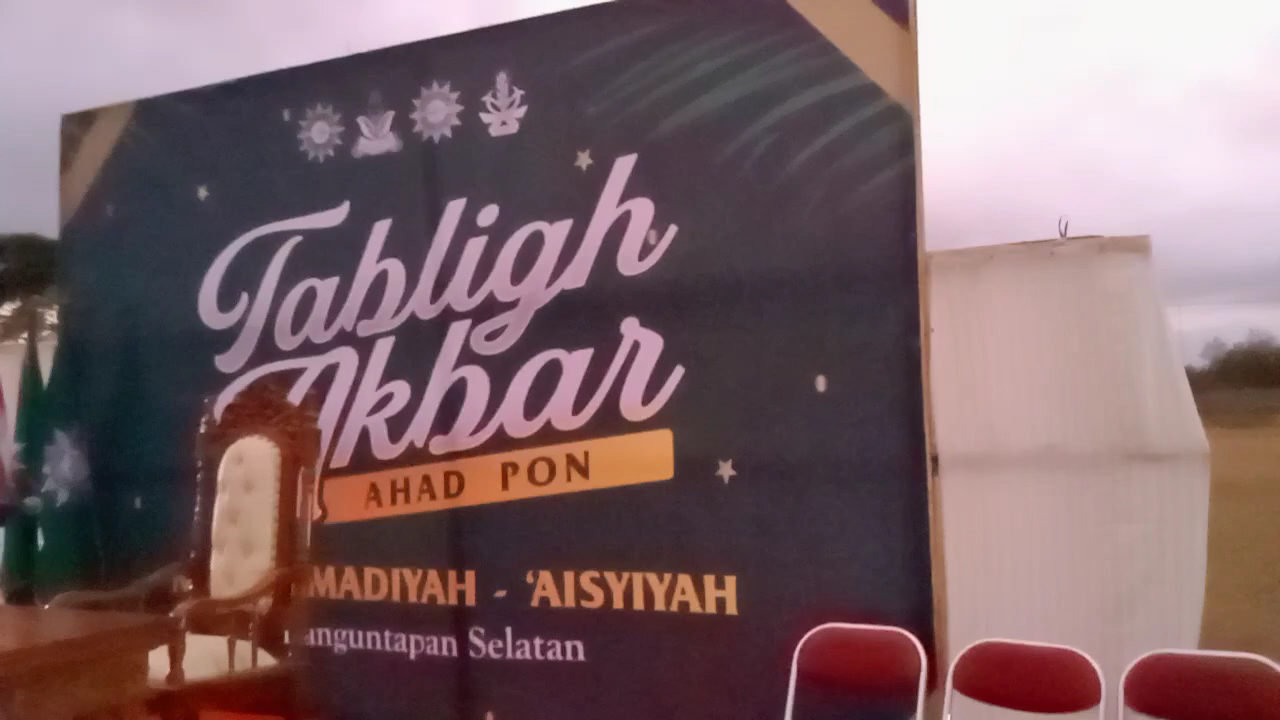 Tabligh
Akbar
AHAD PON
MADIYAH - 'AISYIYAH
anguntapan Selatan